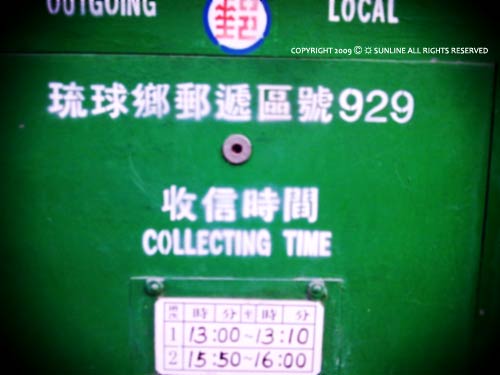 OUTGOING
郵
LOCAL
COPYRIGHT 2009 © ☼ SUNLINE ALL RIGHTS RESERVED
琉球鄉郵遞區號929
收信時間
COLLECTING TIME
時 分 時 分
1 13:00~13:10
2 15:50~16:00